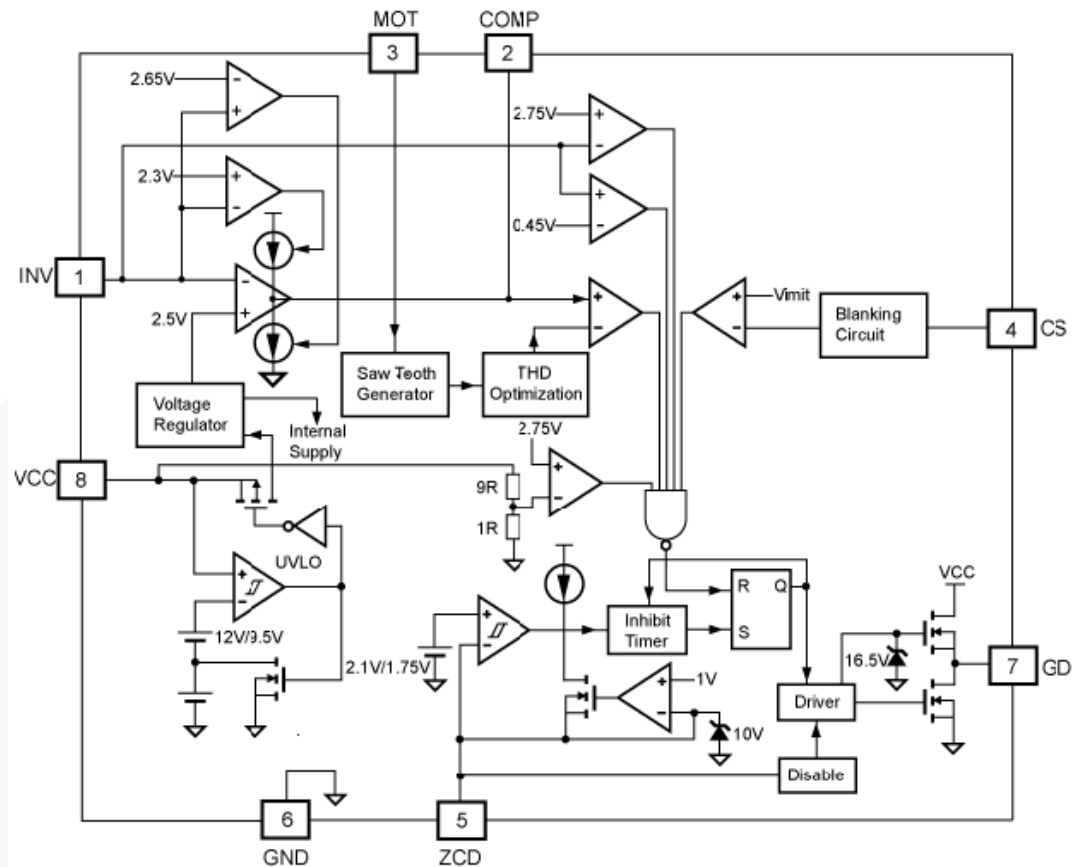 MOT
COMP
3
2
2.65V
-
+
2.75V
+
-
2.3V
+
-
+
-
0.45V
INV
1
-
+
2.5V
+
-
+
-
Vimit
Blanking
Circuit
4
CS
Voltage
Regulator
Saw Tooth
Generator
THD
Optimization
Internal
Supply
2.75V
+
-
VCC
8
9R
1R
UVLO
+
-
12V/9.5V
+
-
2.1V/1.75V
Inhibit
Timer
R
Q
S
VCC
16.5V
7
GD
+
-
1V
10V
Driver
Disable
6
GND
5
ZCD